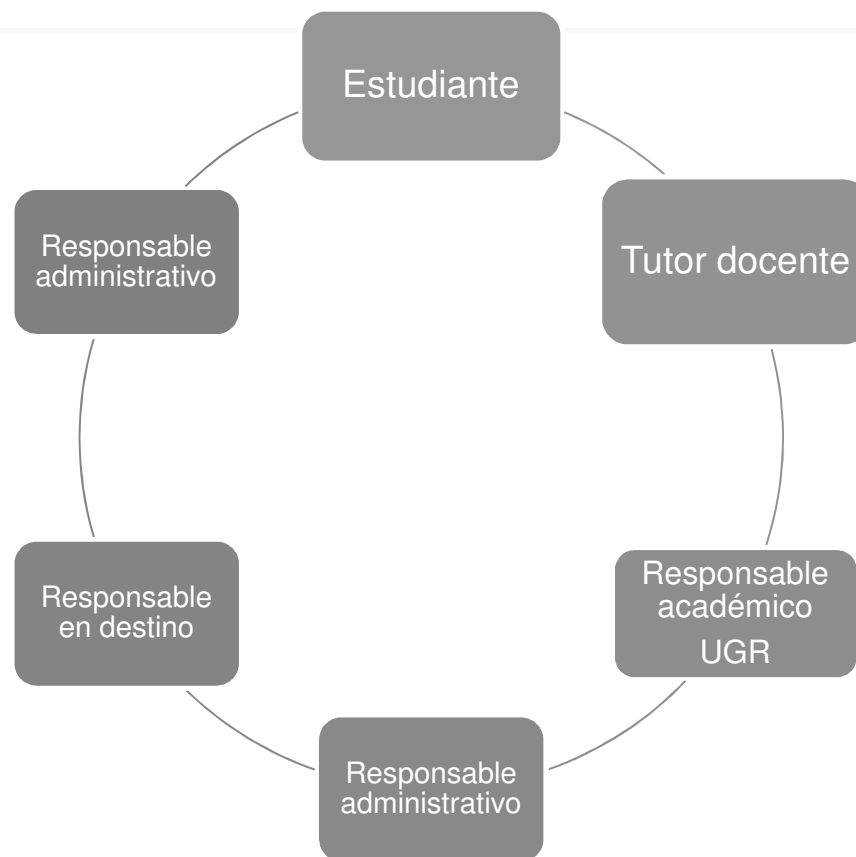 Estudiante
Tutor docente
Responsable
académico
UGR
Responsable
administrativo
Responsable
en destino
Responsable
administrativo